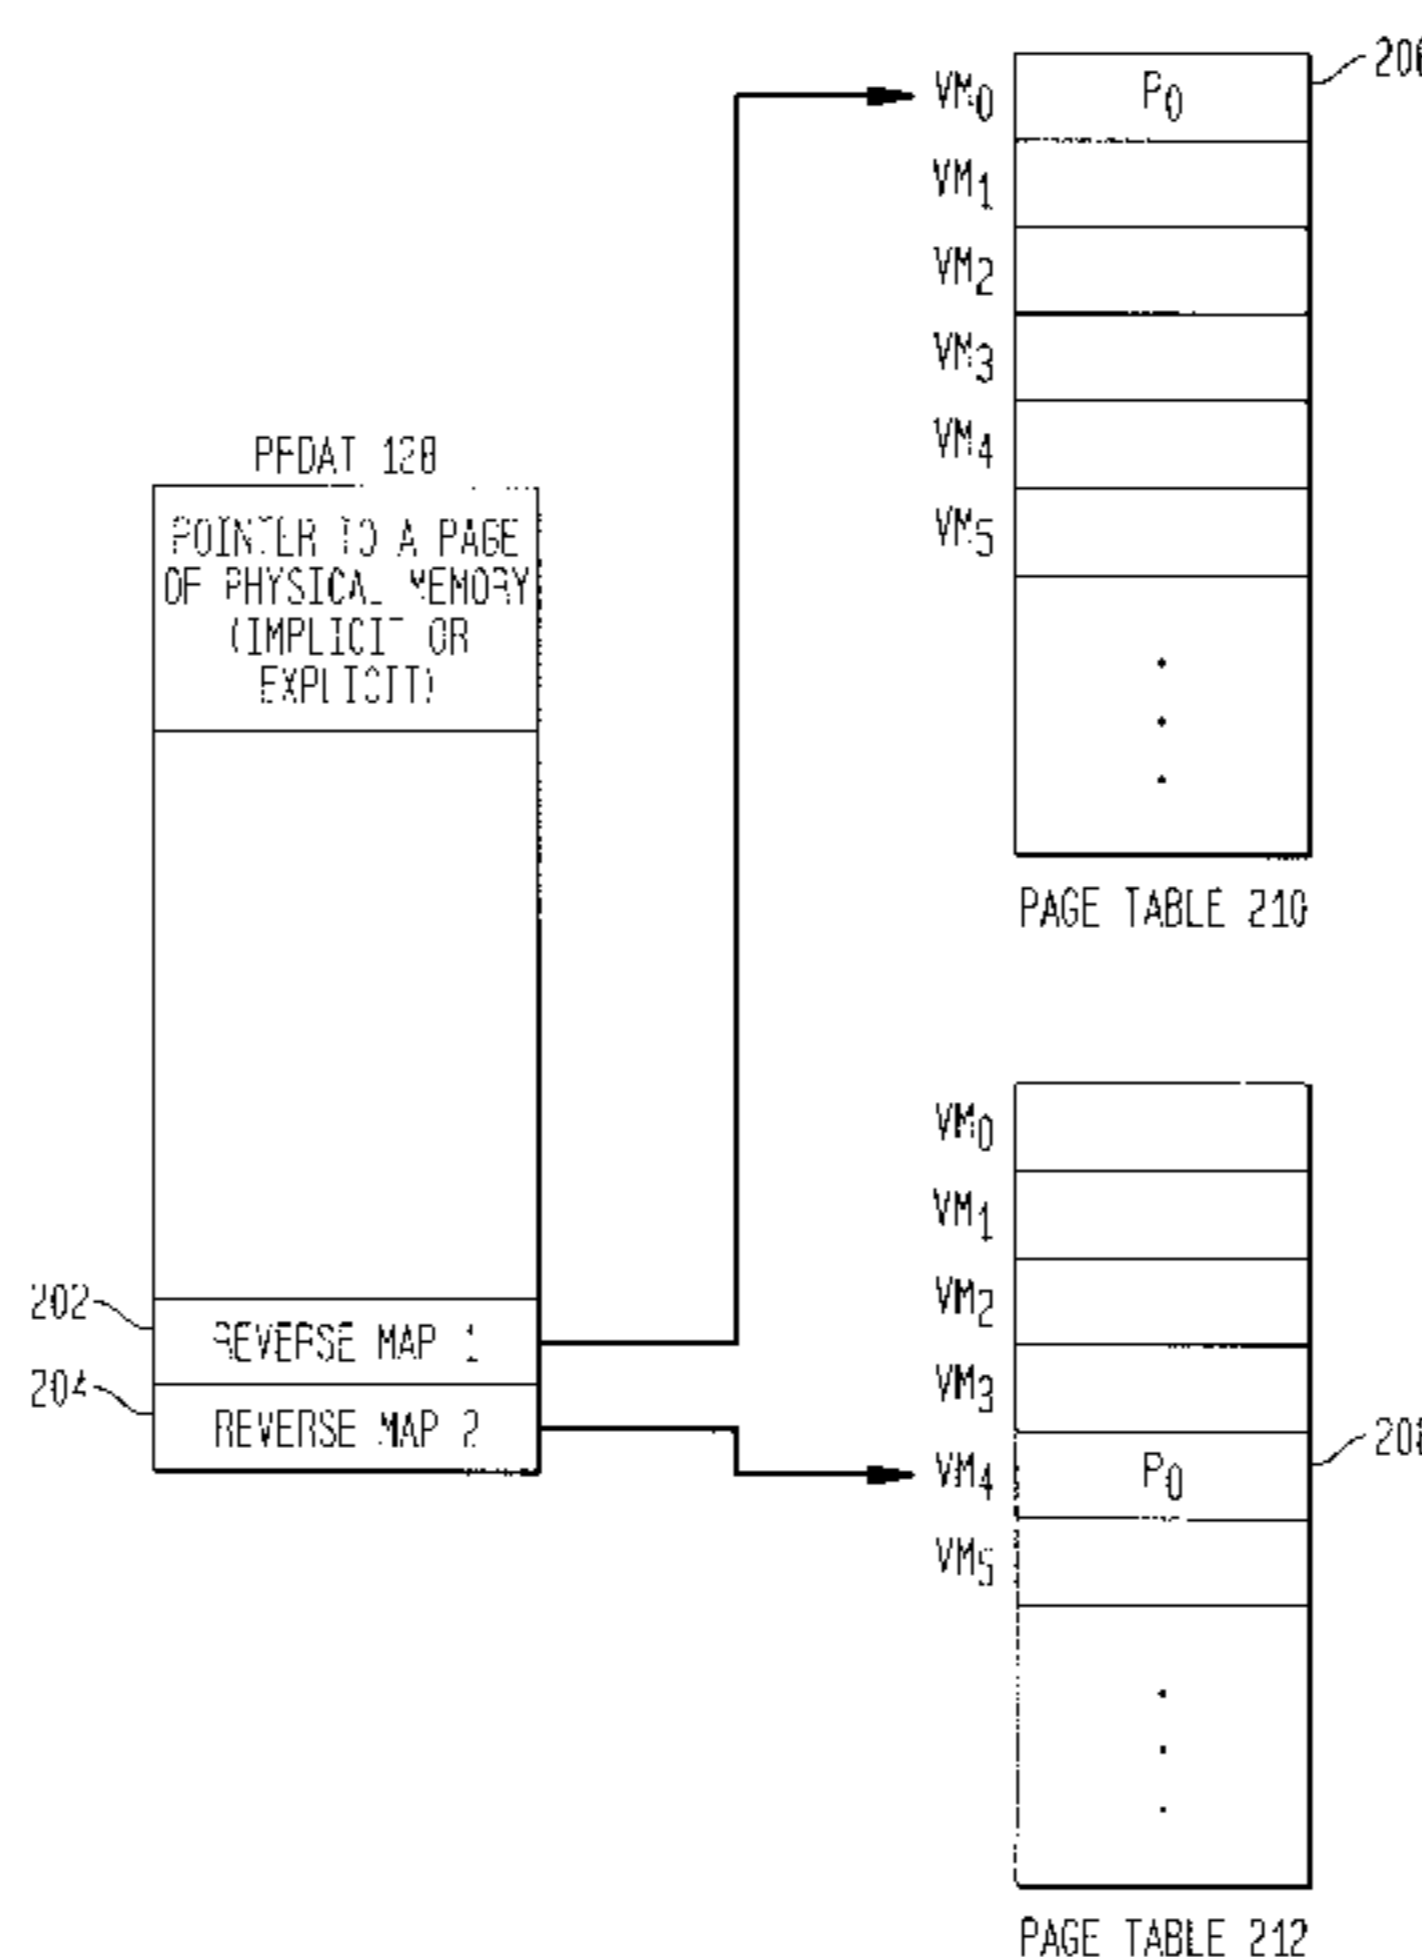 PFDAT 128
POINTER TO A PAGE
OF PHYSICAL MEMORY
(IMPLICIT OR
EXPLICIT)
202
REVERSE MAP 1
204
REVERSE MAP 2
VM0
P0
VM1
VM2
VM3
VM4
VM5
PAGE TABLE 210
VM0
VM1
VM2
VM3
VM4
P0
VM5
PAGE TABLE 212